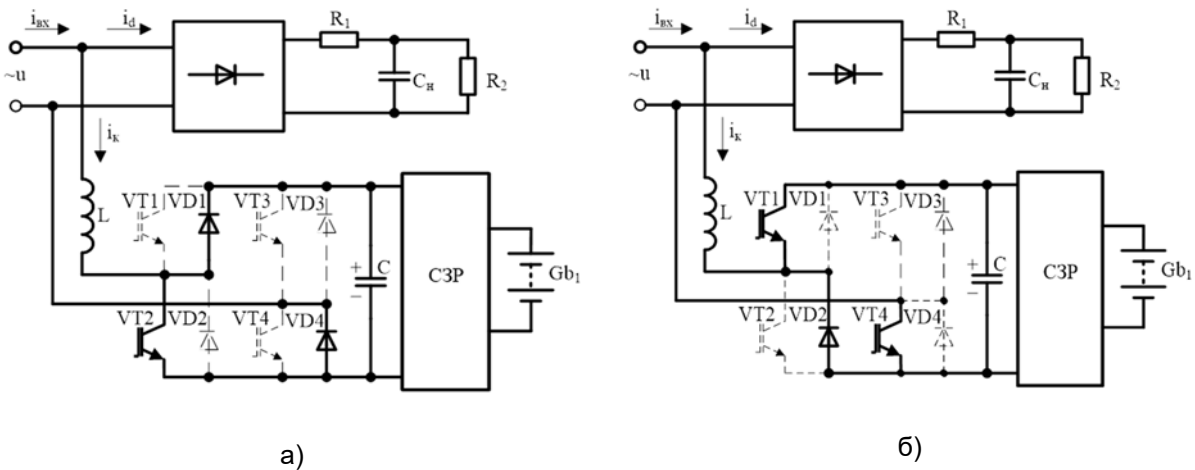 iвх id R1
~u Cн R2
iк
L VT1 VD1 VT3 VD3
+ C
− СЗР Gb1
VT2 VD2 VT4 VD4
а)
iвх id R1
~u Cн R2
iк
L VT1 VD1 VT3 VD3
+ C
− СЗР Gb1
VT2 VD2 VT4 VD4
б)